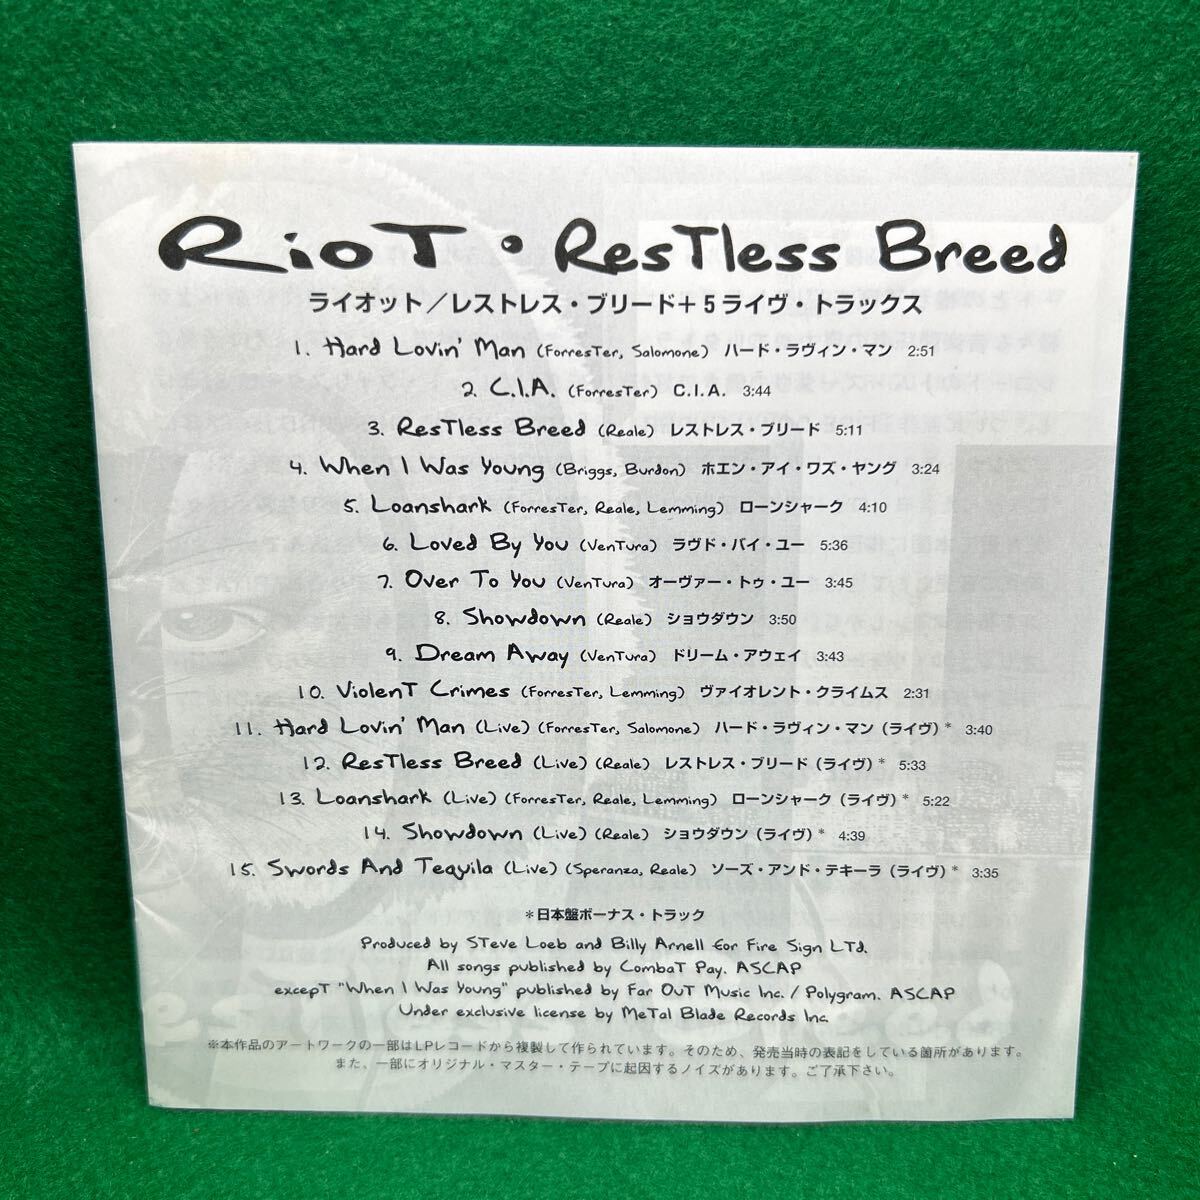 RioT・ResTless Breed
ライオット／レストレス・ブリード＋5ライヴ・トラックス
1. Hard Lovin' Man (ForresTer, Salomone) ハード・ラヴィン・マン 2:51
2. C.I.A. (ForresTer) C.I.A. 3:44
3. ResTless Breed (Reale) レストレス・ブリード 5:11
4. When I Was Young (Briggs, Burdon) ホエン・アイ・ワズ・ヤング 3:24
5. Loanshark (ForresTer, Reale, Lemming) ローンシャーク 4:10
6. Loved By You (VenTura) ラヴド・バイ・ユー 5:36
7. Over To You (VenTura) オーヴァー・トゥ・ユー 3:45
8. Showdown (Reale) ショウダウン 3:50
9. Dream Away (VenTura) ドリーム・アウェイ 3:43
10. ViolenT Crimes (ForresTer, Lemming) ヴァイオレント・クライムス 2:31
11. Hard Lovin' Man (Live) (ForresTer, Salomone) ハード・ラヴィン・マン（ライヴ）* 3:40
12. ResTless Breed (Live) (Reale) レストレス・ブリード（ライヴ）* 5:33
13. Loanshark (Live) (ForresTer, Reale, Lemming) ローンシャーク（ライヴ）* 5:22
14. Showdown (Live) (Reale) ショウダウン（ライヴ）* 4:39
15. Swords And Tequila (Live) (Speranza, Reale) ソーズ・アンド・テキーラ（ライヴ）* 3:35
*日本盤ボーナス・トラック
Produced by STeve Loeb and Billy Arnell for Fire Sign LTd.
All songs published by CombaT Pay. ASCAP
excepT "When I Was Young" published by Far OuT Music Inc. / Polygram. ASCAP
Under exclusive license by MeTal Blade Records Inc.
※本作品のアートワークの一部はLPレコードから複製して作られています。そのため、発売当時の表記をしている箇所があります。
また、一部にオリジナル・マスター・テープに起因するノイズがあります。ご了承下さい。